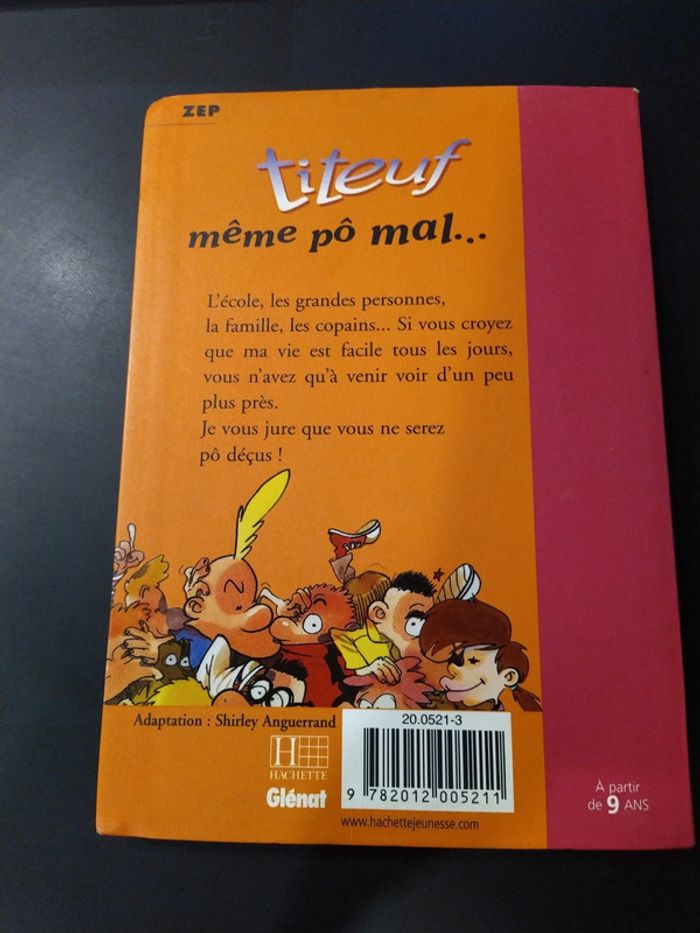 ZEP
titeuf
même pô mal...
L'école, les grandes personnes,
la famille, les copains... Si vous croyez
que ma vie est facile tous les jours,
vous n'avez qu'à venir voir d'un peu
plus près.
Je vous jure que vous ne serez
pô déçus !
Adaptation : Shirley Anguerrand
H
HACHETTE
Glénat
20.0521-3
9 782012 005211
www.hachettejeunesse.com
À partir
de 9 ANS